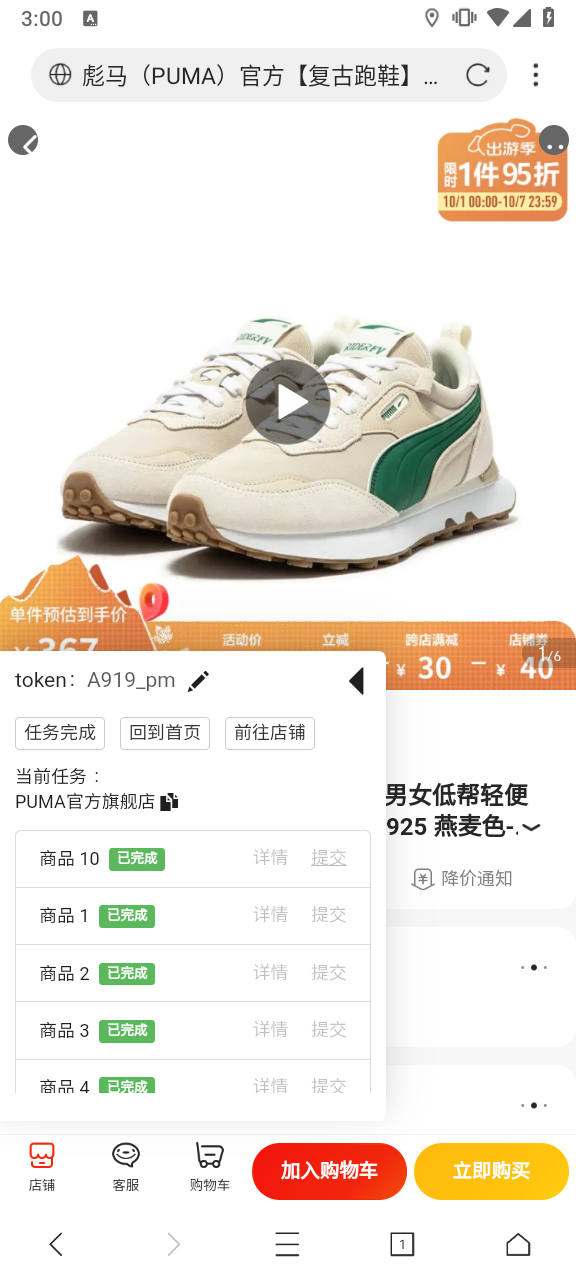 3:00
A
彪马（PUMA）官方【复古跑鞋】...
出游季
限时1件95折
10/1 00:00-10/7 23:59
RIDER FV
RIDER FV
单件预估到手价
活动价 立减 跨店满减 店铺券
¥367
¥ 30 - ¥ 40
1/6
token： A919_pm
任务完成 回到首页 前往店铺
当前任务：
PUMA官方旗舰店
男女低帮轻便
925 燕麦色-.
降价通知
商品 10 已完成 详情 提交
商品 1 已完成 详情 提交
商品 2 已完成 详情 提交
商品 3 已完成 详情 提交
商品 4 已完成 详情 提交
店铺 客服 购物车 加入购物车 立即购买
1